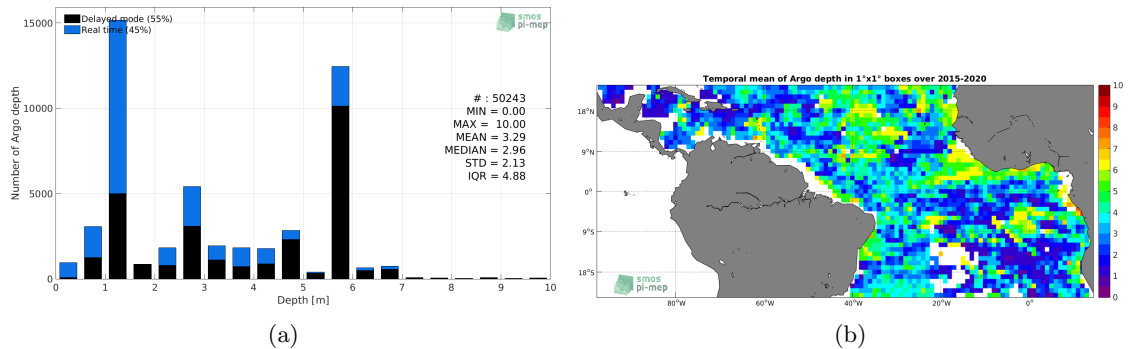 Delayed mode (55%)
Real time (45%)
smos
pi-mep
15000
10000
5000
0
Number of Argo depth
# : 50243
MIN = 0.00
MAX = 10.00
MEAN = 3.29
MEDIAN = 2.96
STD = 2.13
IQR = 4.88
0 1 2 3 4 5 6 7 8 9 10
Depth [m]
(a)
Temporal mean of Argo depth in 1°x1° boxes over 2015-2020
18°N
9°N
0°
9°S
18°S
80°W 60°W 40°W 20°W 0°
smos
pi-mep
10
9
8
7
6
5
4
3
2
1
0
(b)